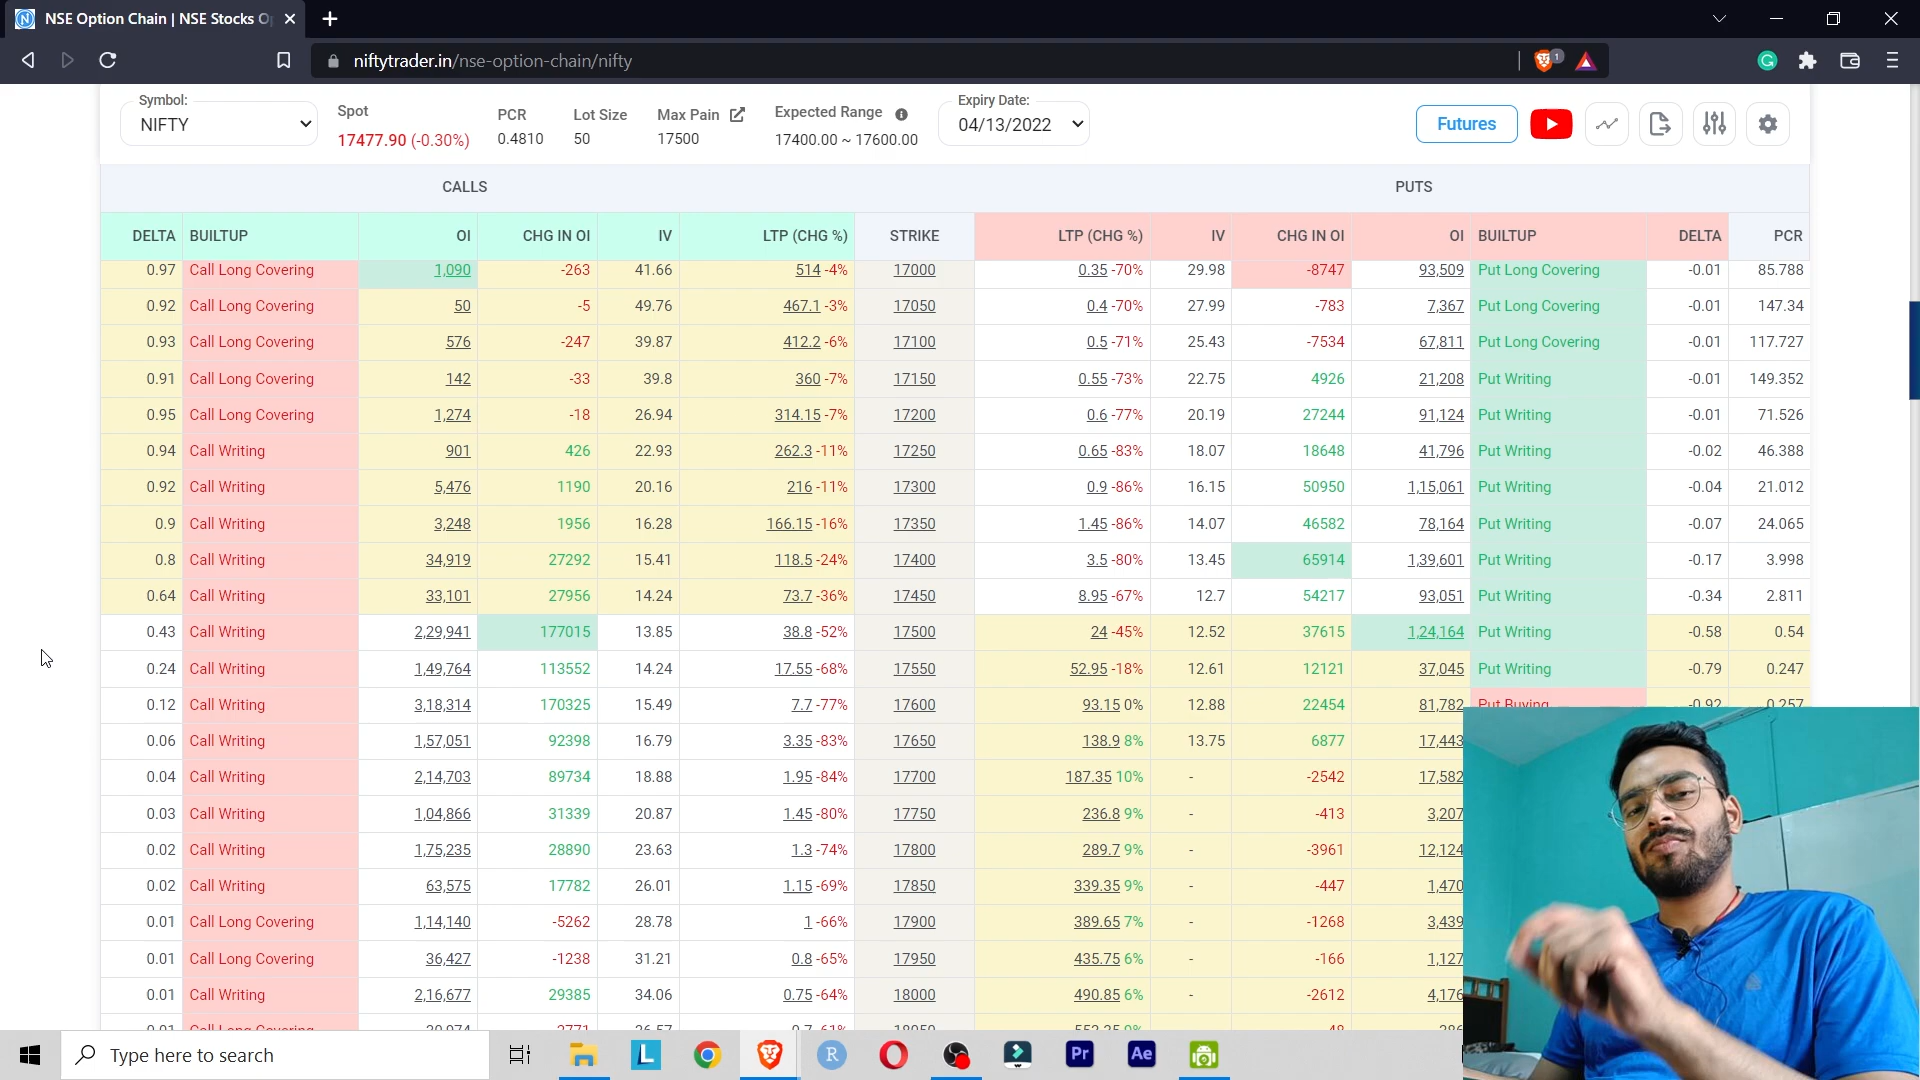 NSE Option Chain | NSE Stocks O
niftytrader.in/nse-option-chain/nifty
Symbol:
NIFTY
Spot
17477.90 (-0.30%)
PCR
0.4810
Lot Size
50
Max Pain
17500
Expected Range
17400.00 ~ 17600.00
Expiry Date:
04/13/2022
Futures
CALLS PUTS
DELTA BUILTUP OI CHG IN OI IV LTP (CHG %) STRIKE LTP (CHG %) IV CHG IN OI OI BUILTUP DELTA PCR
0.97 Call Long Covering 1,090 -263 41.66 514 -4% 17000 0.35 -70% 29.98 -8747 93,509 Put Long Covering -0.01 85.788
0.92 Call Long Covering 50 -5 49.76 467.1 -3% 17050 0.4 -70% 27.99 -783 7,367 Put Long Covering -0.01 147.34
0.93 Call Long Covering 576 -247 39.87 412.2 -6% 17100 0.5 -71% 25.43 -7534 67,811 Put Long Covering -0.01 117.727
0.91 Call Long Covering 142 -33 39.8 360 -7% 17150 0.55 -73% 22.75 4926 21,208 Put Writing -0.01 149.352
0.95 Call Long Covering 1,274 -18 26.94 314.15 -7% 17200 0.6 -77% 20.19 27244 91,124 Put Writing -0.01 71.526
0.94 Call Writing 901 426 22.93 262.3 -11% 17250 0.65 -83% 18.07 18648 41,796 Put Writing -0.02 46.388
0.92 Call Writing 5,476 1190 20.16 216 -11% 17300 0.9 -86% 16.15 50950 1,15,061 Put Writing -0.04 21.012
0.9 Call Writing 3,248 1956 16.28 166.15 -16% 17350 1.45 -86% 14.07 46582 78,164 Put Writing -0.07 24.065
0.8 Call Writing 34,919 27292 15.41 118.5 -24% 17400 3.5 -80% 13.45 65914 1,39,601 Put Writing -0.17 3.998
0.64 Call Writing 33,101 27956 14.24 73.7 -36% 17450 8.95 -67% 12.7 54217 93,051 Put Writing -0.34 2.811
0.43 Call Writing 2,29,941 177015 13.85 38.8 -52% 17500 24 -45% 12.52 37615 1,24,164 Put Writing -0.58 0.54
0.24 Call Writing 1,49,764 113552 14.24 17.55 -68% 17550 52.95 -18% 12.61 12121 37,045 Put Writing -0.79 0.247
0.12 Call Writing 3,18,314 170325 15.49 7.7 -77% 17600 93.15 0% 12.88 22454 81,782 Put Buying -0.92 0.257
0.06 Call Writing 1,57,051 92398 16.79 3.35 -83% 17650 138.9 8% 13.75 6877 17,443
0.04 Call Writing 2,14,703 89734 18.88 1.95 -84% 17700 187.35 10% - -2542 17,582
0.03 Call Writing 1,04,866 31339 20.87 1.45 -80% 17750 236.8 9% - -413 3,207
0.02 Call Writing 1,75,235 28890 23.63 1.3 -74% 17800 289.7 9% - -3961 12,124
0.02 Call Writing 63,575 17782 26.01 1.15 -69% 17850 339.35 9% - -447 1,470
0.01 Call Long Covering 1,14,140 -5262 28.78 1 -66% 17900 389.65 7% - -1268 3,439
0.01 Call Long Covering 36,427 -1238 31.21 0.8 -65% 17950 435.75 6% - -166 1,127
0.01 Call Writing 2,16,677 29385 34.06 0.75 -64% 18000 490.85 6% - -2612 4,176
Type here to search
L
R
Pr
Ae